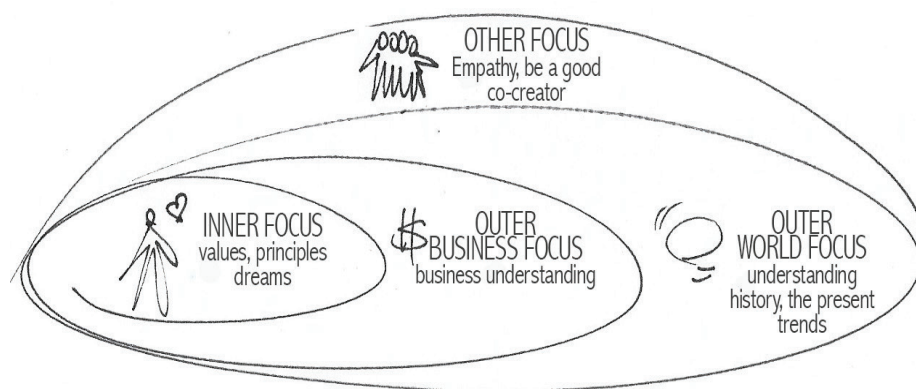 OTHER FOCUS
Empathy, be a good
co-creator
INNER FOCUS
values, principles
dreams
$
OUTER
BUSINESS FOCUS
business understanding
OUTER
WORLD FOCUS
understanding
history, the present
trends